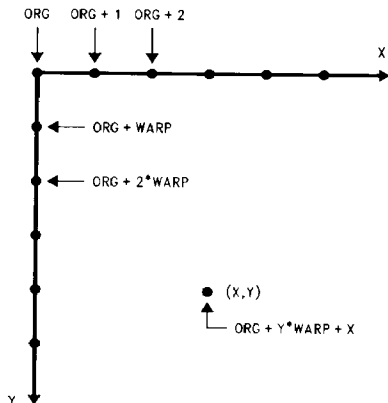 ORG ORG + 1 ORG + 2
X
ORG + WARP
ORG + 2*WARP
(X,Y)
ORG + Y*WARP + X
Y